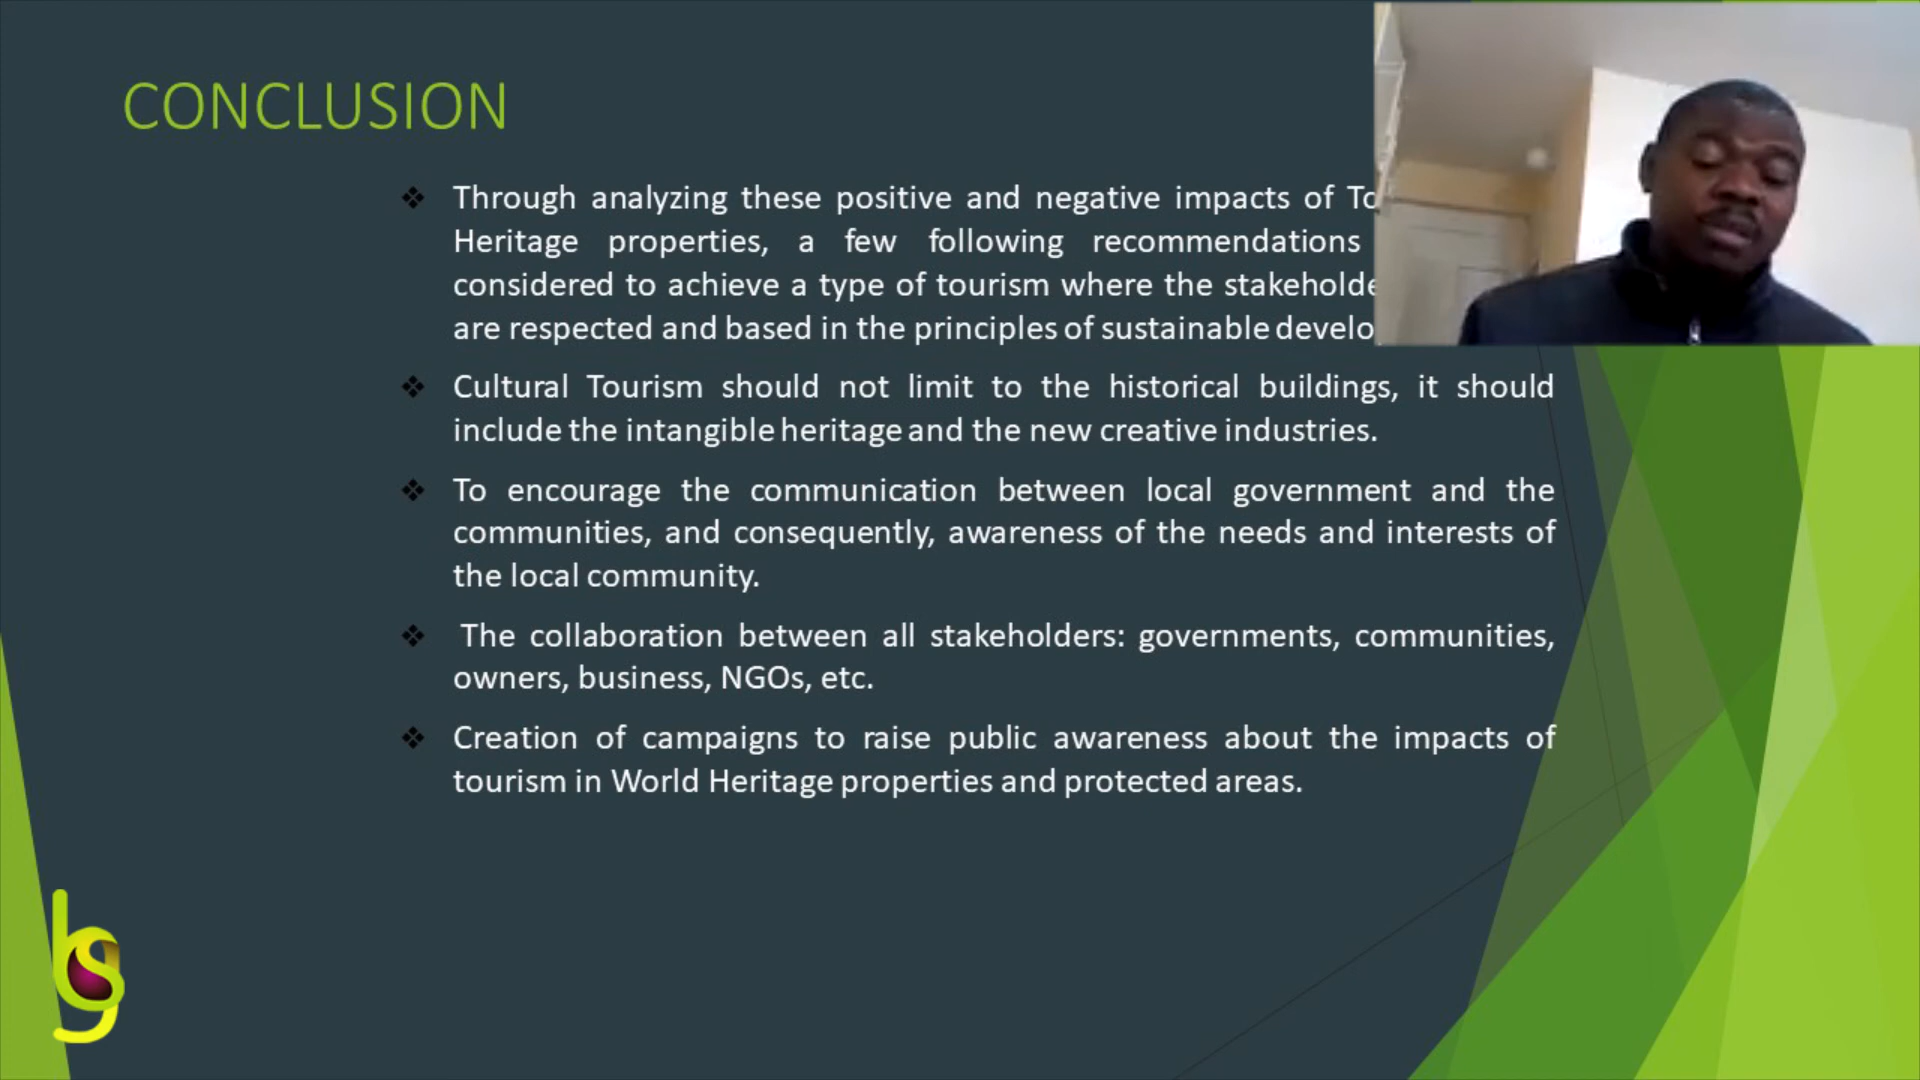 CONCLUSION
Through analyzing these positive and negative impacts of
Heritage properties, a few following recommendations
considered to achieve a type of tourism where the
are respected and based in the principles of sustainable
Cultural Tourism should not limit to the historical buildings, it should
include the intangible heritage and the new creative industries.
To encourage the communication between local government and the
communities, and consequently, awareness of the needs and interests of
the local community.
The collaboration between all stakeholders: governments, communities,
owners, business, NGOs, etc.
Creation of campaigns to raise public awareness about the impacts of
tourism in World Heritage properties and protected areas.